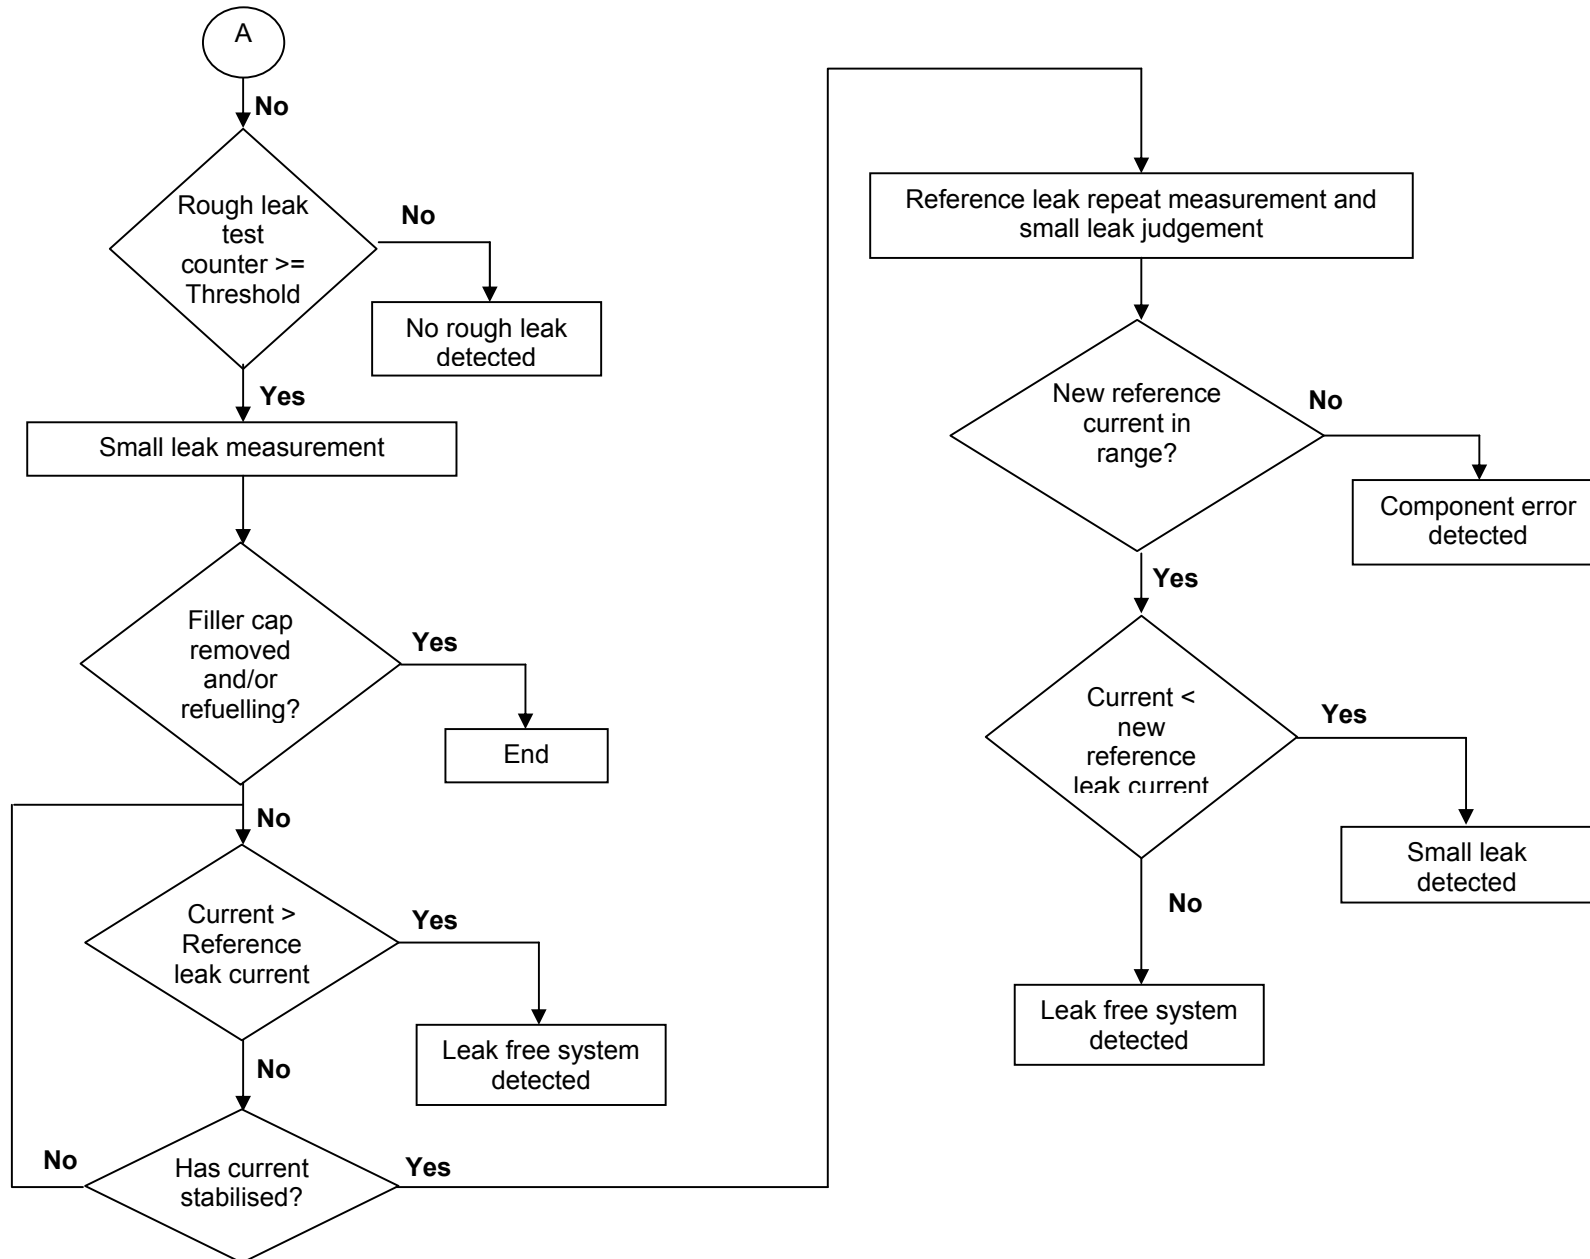 A
No
Rough leak
test
counter >=
Threshold
No
No rough leak
detected
Yes
Small leak measurement
Filler cap
removed
and/or
refuelling?
Yes
End
No
Current >
Reference
leak current
Yes
Leak free system
detected
No
Has current
stabilised?
No
Yes
Reference leak repeat measurement and
small leak judgement
New reference
current in
range?
No
Component error
detected
Yes
Current <
new
reference
leak current
Yes
Small leak
detected
No
Leak free system
detected